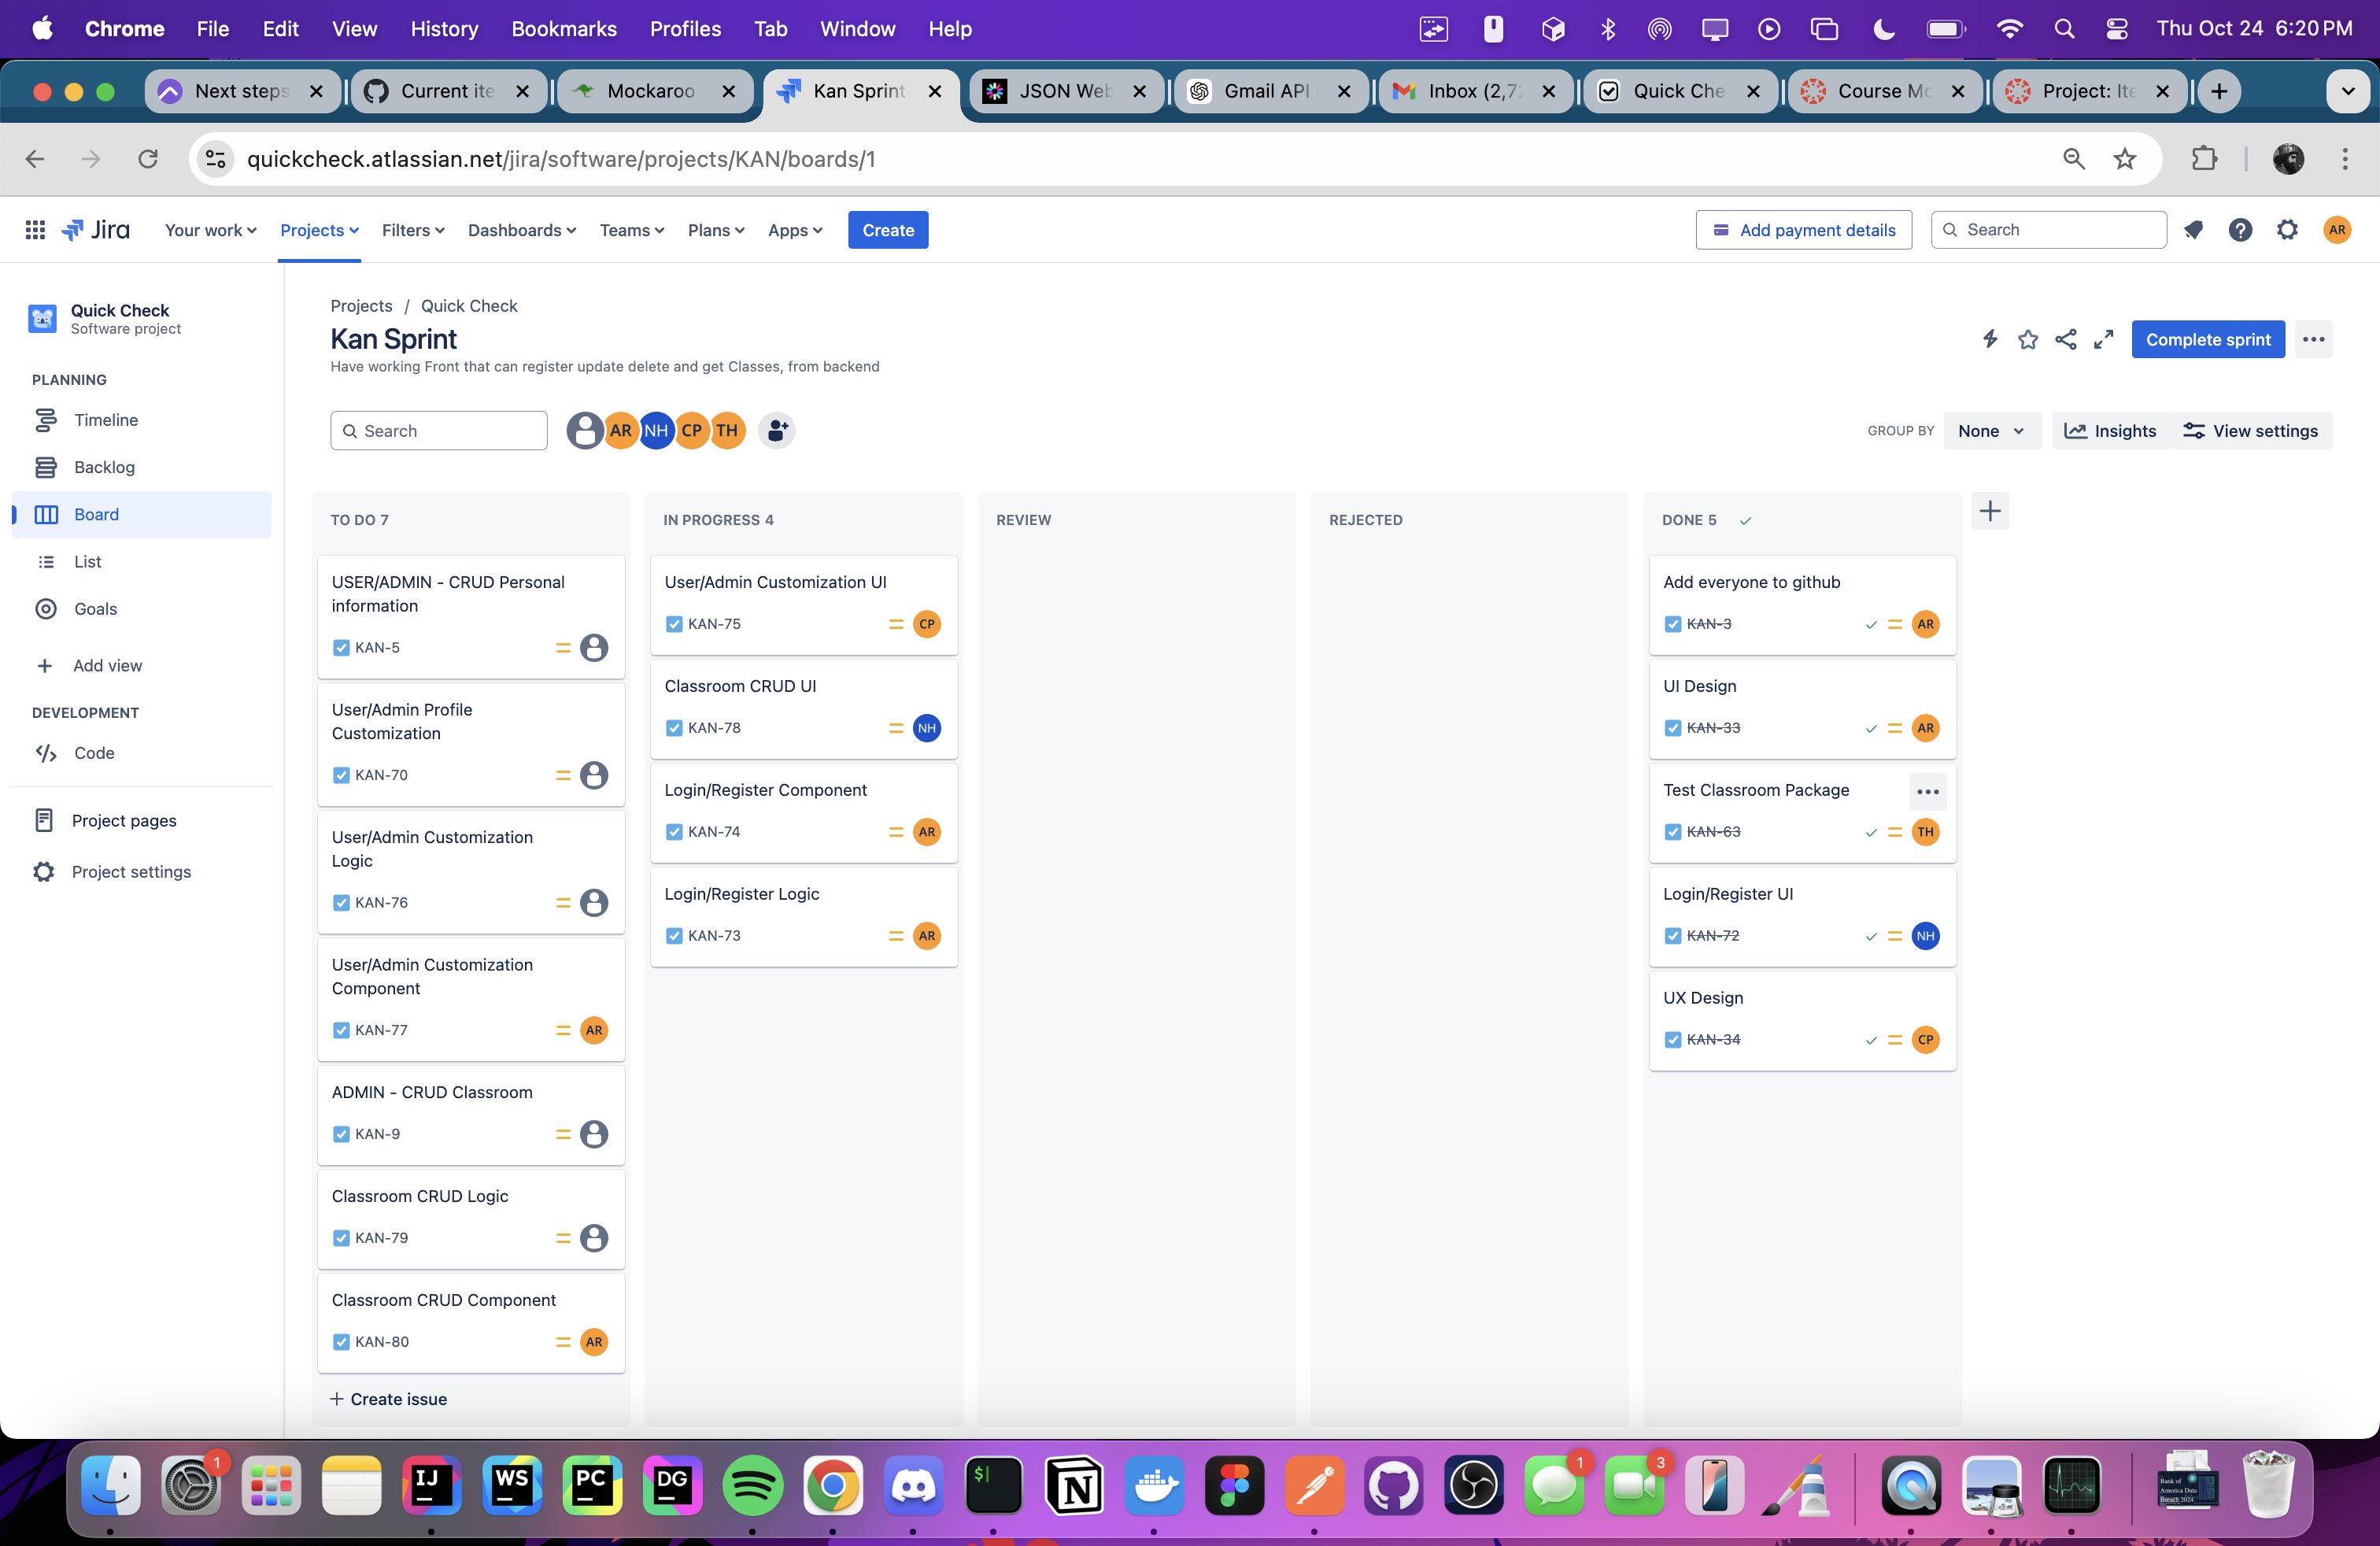 Chrome File Edit View History Bookmarks Profiles Tab Window Help Thu Oct 24 6:20 PM
Next steps Current ite Mockaroo Kan Sprint JSON Web Gmail API Inbox (2,7 Quick Che Course Mo Project: Ite
quickcheck.atlassian.net/jira/software/projects/KAN/boards/1
Jira Your work Projects Filters Dashboards Teams Plans Apps Create Add payment details Search AR
Quick Check
Software project
PLANNING
Timeline
Backlog
Board
List
Goals
Add view
DEVELOPMENT
Code
Project pages
Project settings
Projects / Quick Check
Kan Sprint
Have working Front that can register update delete and get Classes, from backend
Complete sprint
Search AR NH CP TH GROUP BY None Insights View settings
TO DO 7
USER/ADMIN - CRUD Personal
information
KAN-5
User/Admin Profile
Customization
KAN-70
User/Admin Customization
Logic
KAN-76
User/Admin Customization
Component
KAN-77 AR
ADMIN - CRUD Classroom
KAN-9
Classroom CRUD Logic
KAN-79
Classroom CRUD Component
KAN-80 AR
Create issue
IN PROGRESS 4
User/Admin Customization UI
KAN-75 CP
Classroom CRUD UI
KAN-78 NH
Login/Register Component
KAN-74 AR
Login/Register Logic
KAN-73 AR
REVIEW
REJECTED
DONE 5
Add everyone to github
KAN-3 AR
UI Design
KAN-33 AR
Test Classroom Package
KAN-63 TH
Login/Register UI
KAN-72 NH
UX Design
KAN-34 CP
1 IJ WS PC DG $ N 1 3
Bank of
America Data
Breach 2024